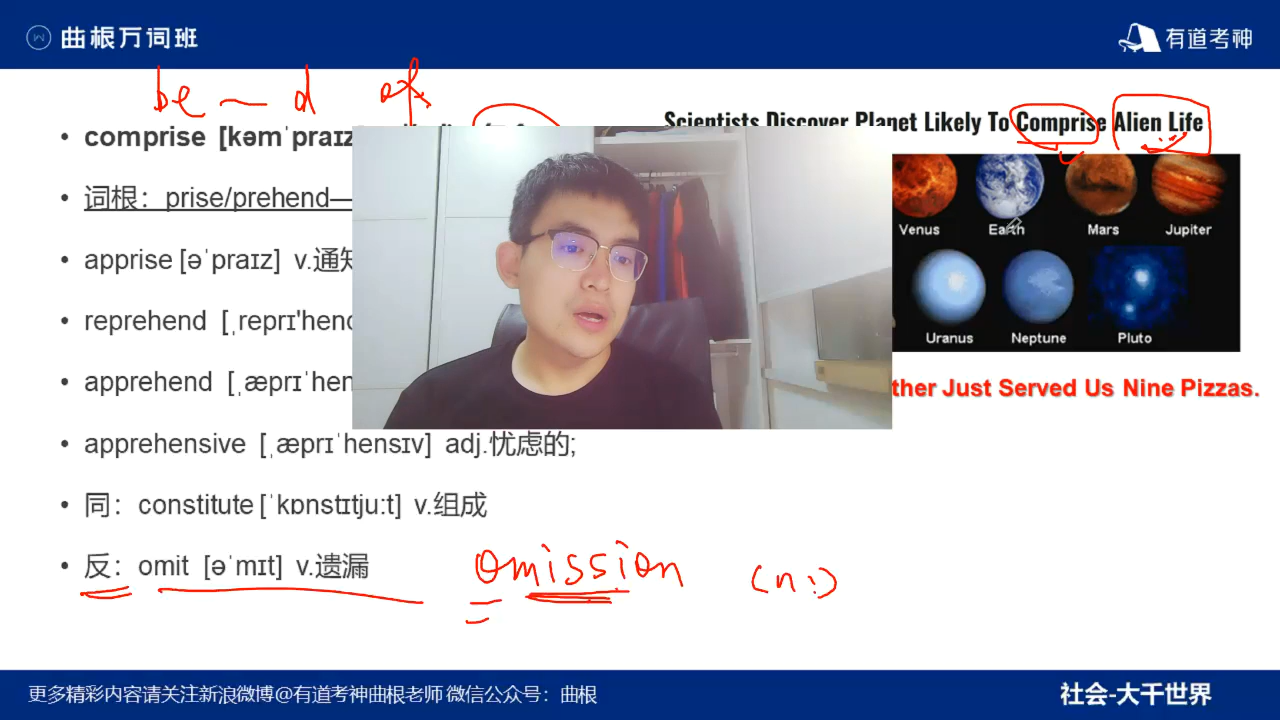 曲根万词班
有道考神
be ~ d of
comprise [kəmˈpraɪz
Scientists Discover Planet Likely To Comprise Alien Life
词根：prise/prehend—
apprise [əˈpraɪz] v.通知
reprehend [ˌreprɪ'hend
apprehend [ˌæprɪˈhen
apprehensive [ˌæprɪˈhensɪv] adj.忧虑的;
同：constitute [ˈkɒnstɪtjuːt] v.组成
反：omit [əˈmɪt] v.遗漏
omission (n.)
Venus Earth Mars Jupiter
Uranus Neptune Pluto
ther Just Served Us Nine Pizzas.
更多精彩内容请关注新浪微博@有道考神曲根老师 微信公众号：曲根
社会-大千世界